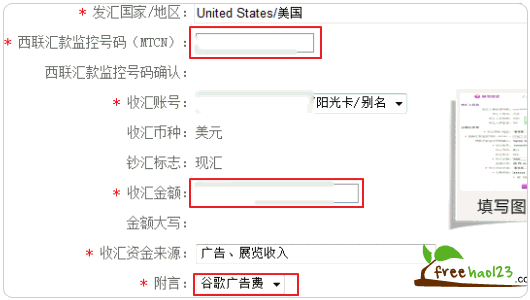 * 发汇国家/地区: United States/美国
* 西联汇款监控号码 (MTCN):
西联汇款监控号码确认:
* 收汇账号: 阳光卡/别名
收汇币种: 美元
钞汇标志: 现汇
* 收汇金额:
金额大写:
填写图
* 收汇资金来源: 广告、展览收入
* 附言: 谷歌广告费
freehao123.co